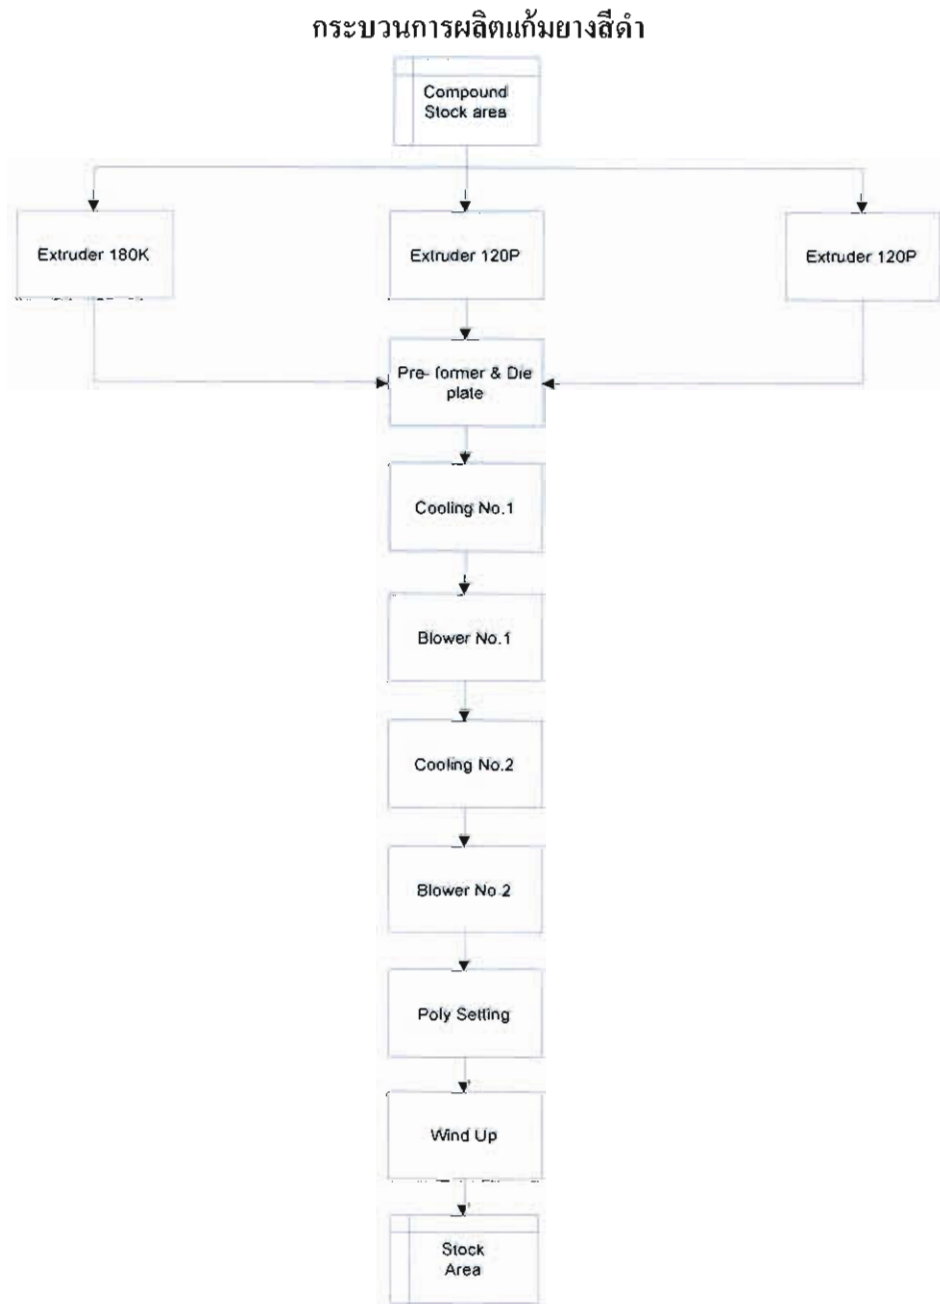 กระบวนการผลิตแก้มยางสีดำ
Compound
Stock area
Extruder 180K
Extruder 120P
Extruder 120P
Pre- former & Die
plate
Cooling No.1
Blower No.1
Cooling No.2
Blower No.2
Poly Setting
Wind Up
Stock
Area